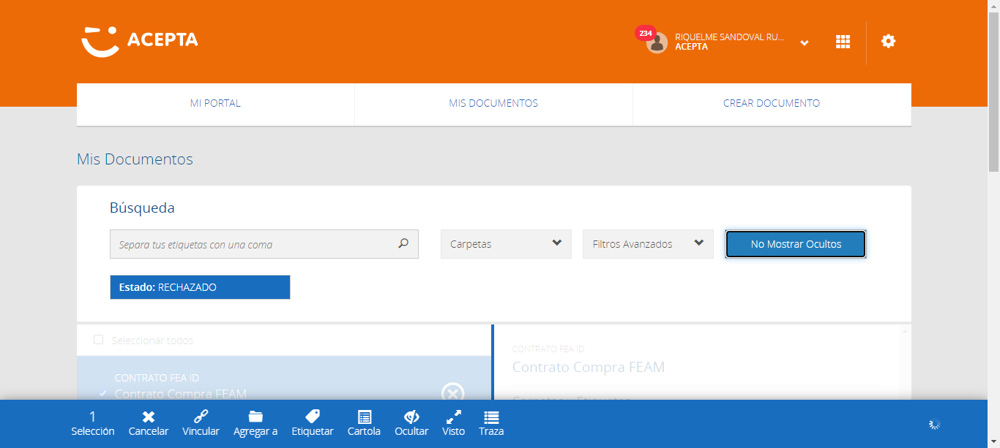 ACEPTA
234
RIQUELME SANDOVAL RU...
ACEPTA
MI PORTAL
MIS DOCUMENTOS
CREAR DOCUMENTO
Mis Documentos
Búsqueda
Separa tus etiquetas con una coma
Carpetas
Filtros Avanzados
No Mostrar Ocultos
Estado: RECHAZADO
Seleccionar todos
CONTRATO FEA ID
Contrato Compra FEAM
CONTRATO FEA ID
Contrato Compra FEAM
Carpetas y Etiquetas
1
Selección
Cancelar
Vincular
Agregar a
Etiquetar
Cartola
Ocultar
Visto
Traza